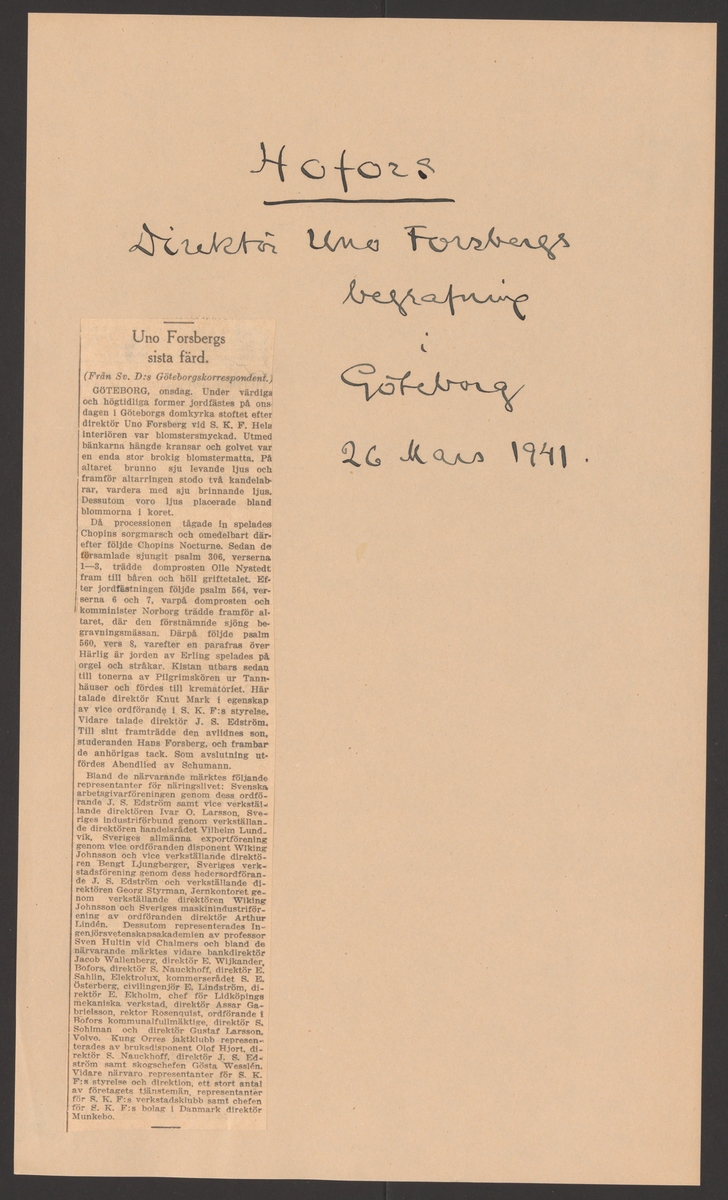 Hofors
Direktör Uno Forsbergs
begrafning
i
Göteborg
26 Mars 1941.
Uno Forsbergs
sista färd.
(Från Sv. D:s Göteborgskorrespondent.)
GÖTEBORG, onsdag. Under värdiga
och högtidliga former jordfästes på ons-
dagen i Göteborgs domkyrka stoftet efter
direktör Uno Forsberg vid S. K. F. Hela
interiören var blomstersmyckad. Utmed
bänkarna hängde kransar och golvet var
en enda stor brokig blomstermatta. På
altaret brunno sju levande ljus och
framför altarringen stodo två kandelab-
rar, vardera med sju brinnande ljus.
Dessutom voro ljus placerade bland
blommorna i koret.
Då processionen tågade in spelades
Chopins sorgmarsch och omedelbart där-
efter följde Chopins Nocturne. Sedan de
församlade sjungit psalm 306, verserna
1—3, trädde domprosten Olle Nystedt
fram till båren och höll griftetalet. Ef-
ter jordfästningen följde psalm 564, ver-
serna 6 och 7, varpå domprosten och
komminister Norborg trädde framför al-
taret, där den förstnämnde sjöng be-
gravningsmässan. Därpå följde psalm
560, vers 8, varefter en parafras över
Härlig är jorden av Erling spelades på
orgel och stråkar. Kistan utbars sedan
till tonerna av Pilgrimskören ur Tann-
häuser och fördes till krematoriet. Här
talade direktör Knut Mark i egenskap
av vice ordförande i S. K. F:s styrelse.
Vidare talade direktör J. S. Edström.
Till slut framträdde den avlidnes son,
studeranden Hans Forsberg, och frambar
de anhörigas tack. Som avslutning ut-
fördes Abendlied av Schumann.
Bland de närvarande märktes följande
representanter för näringslivet: Svenska
arbetsgivarföreningen genom dess ordfö-
rande J. S. Edström samt vice verkstäl-
lande direktören Ivar O. Larsson, Sve-
riges industriförbund genom verkställan-
de direktören handelsrådet Vilhelm Lund-
vik, Sveriges allmänna exportförening
genom vice ordföranden disponent Wiking
Johnsson och vice verkställande direktö-
ren Bengt Ljungberger, Sveriges verk-
stadsförening genom dess hedersordföran-
de J. S. Edström och verkställande di-
rektören Georg Styrman, Jernkontoret ge-
nom verkställande direktören Wiking
Johnsson och Sveriges maskinindustriför-
ening av ordföranden direktör Arthur
Lindén. Dessutom representerades In-
genjörsvetenskapsakademien av professor
Sven Hultin vid Chalmers och bland de
närvarande märktes vidare bankdirektör
Jacob Wallenberg, direktör E. Wijkander,
Bofors, direktör S. Nauckhoff, direktör E.
Sahlin, Elektrolux, kommerserådet S. E.
Österberg, civilingenjör E. Lindström, di-
rektör E. Ekholm, chef för Lidköpings
mekaniska verkstad, direktör Assar Ga-
brielsson, rektor Rosenquist, ordförande i
Hofors kommunalfullmäktige, direktör S.
Sohlman och direktör Gustaf Larsson,
Volvo. Kung Orres jaktklubb represen-
terades av bruksdisponent Olof Hjort, di-
rektör S. Nauckhoff, direktör J. S. Ed-
ström samt skogschefen Gösta Wesslén.
Vidare närvaro representanter för S. K.
F:s styrelse och direktion, ett stort antal
av företagets tjänstemän, representanter
för S. K. F:s verkstadsklubb samt chefen
för S. K. F:s bolag i Danmark direktör
Munkebo.